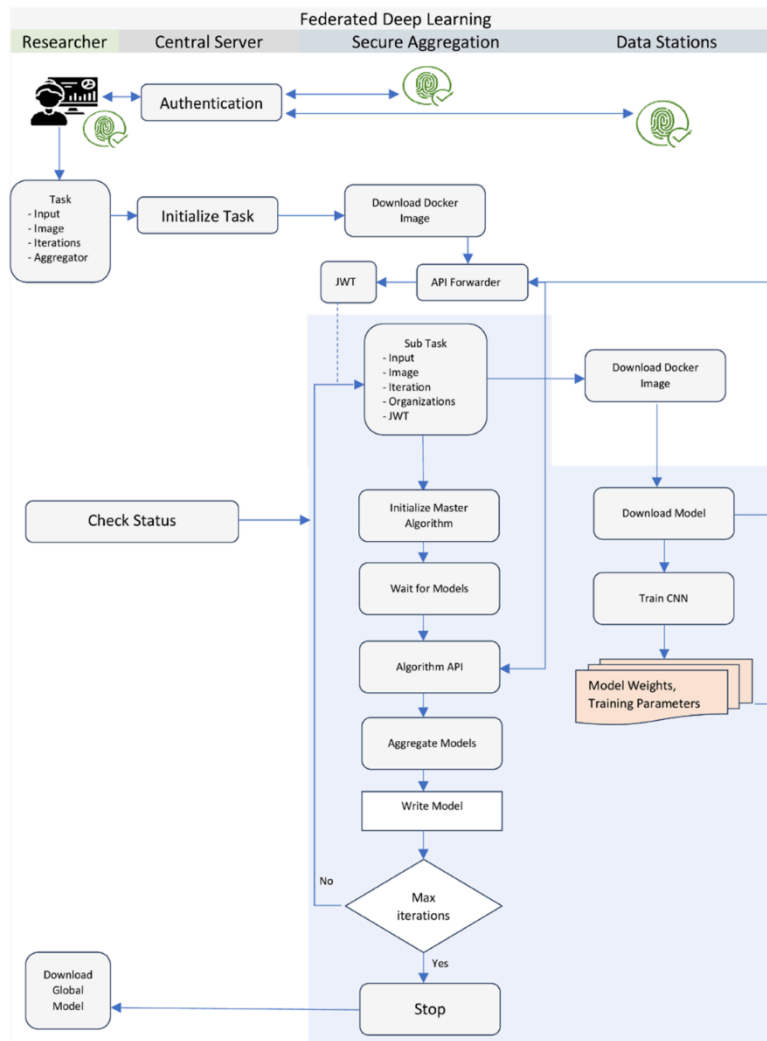 Federated Deep Learning
Researcher
Central Server
Secure Aggregation
Data Stations
Authentication
Task
- Input
- Image
- Iterations
- Aggregator
Initialize Task
Download Docker
Image
JWT
API Forwarder
Sub Task
- Input
- Image
- Iteration
- Organizations
- JWT
Download Docker
Image
Check Status
Initialize Master
Algorithm
Download Model
Wait for Models
Train CNN
Algorithm API
Model Weights,
Training Parameters
Aggregate Models
Write Model
No
Max
iterations
Yes
Download
Global
Model
Stop